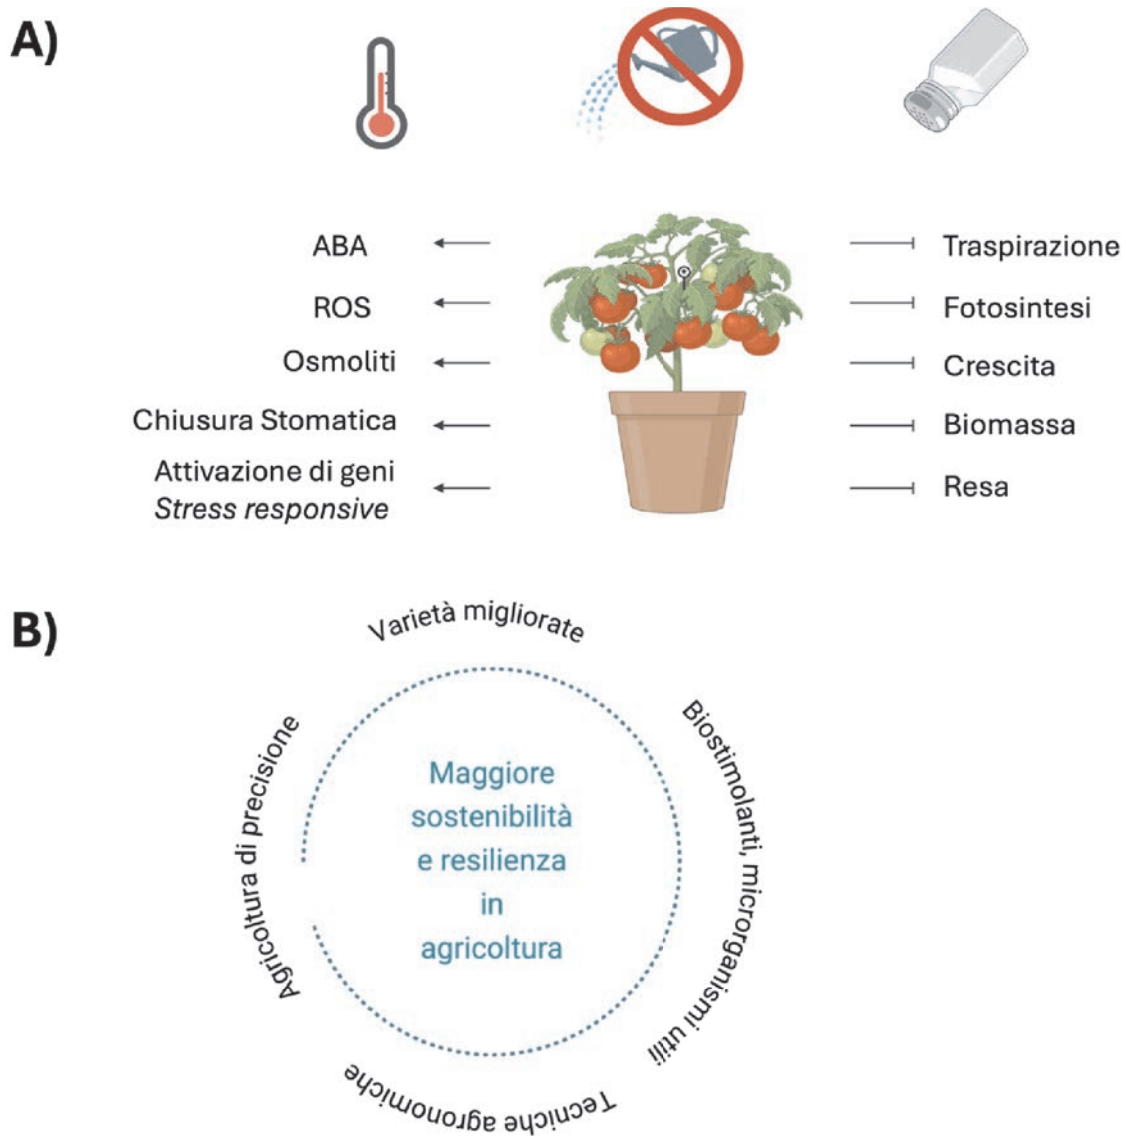 A)
ABA
ROS
Osmoliti
Chiusura Stomatica
Attivazione di geni
Stress responsive
Traspirazione
Fotosintesi
Crescita
Biomassa
Resa
B)
Varietà migliorate
Biostimolanti, microrganismi utili
Tecniche agronomiche
Agricoltura di precisione
Maggiore
sostenibilità
e resilienza
in
agricoltura